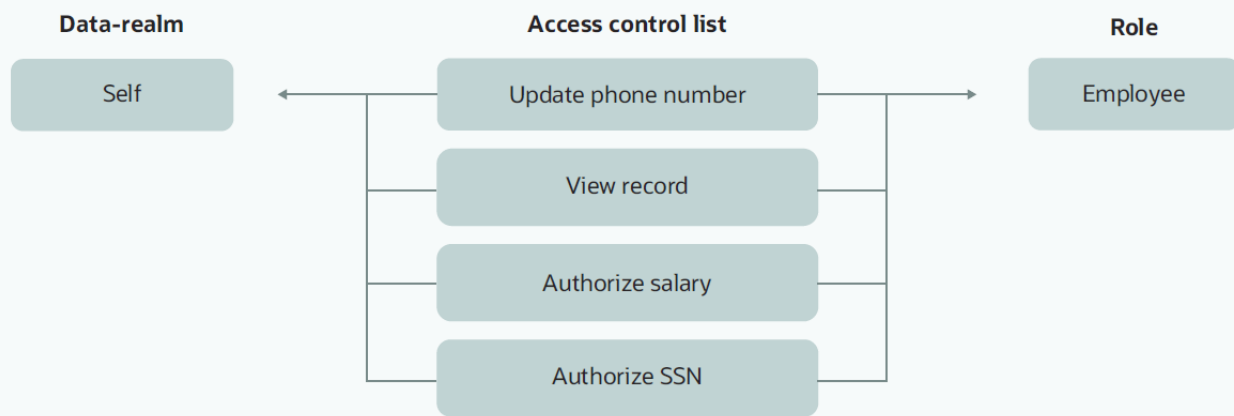 Data-realm
Access control list
Role
Self
Update phone number
Employee
View record
Authorize salary
Authorize SSN